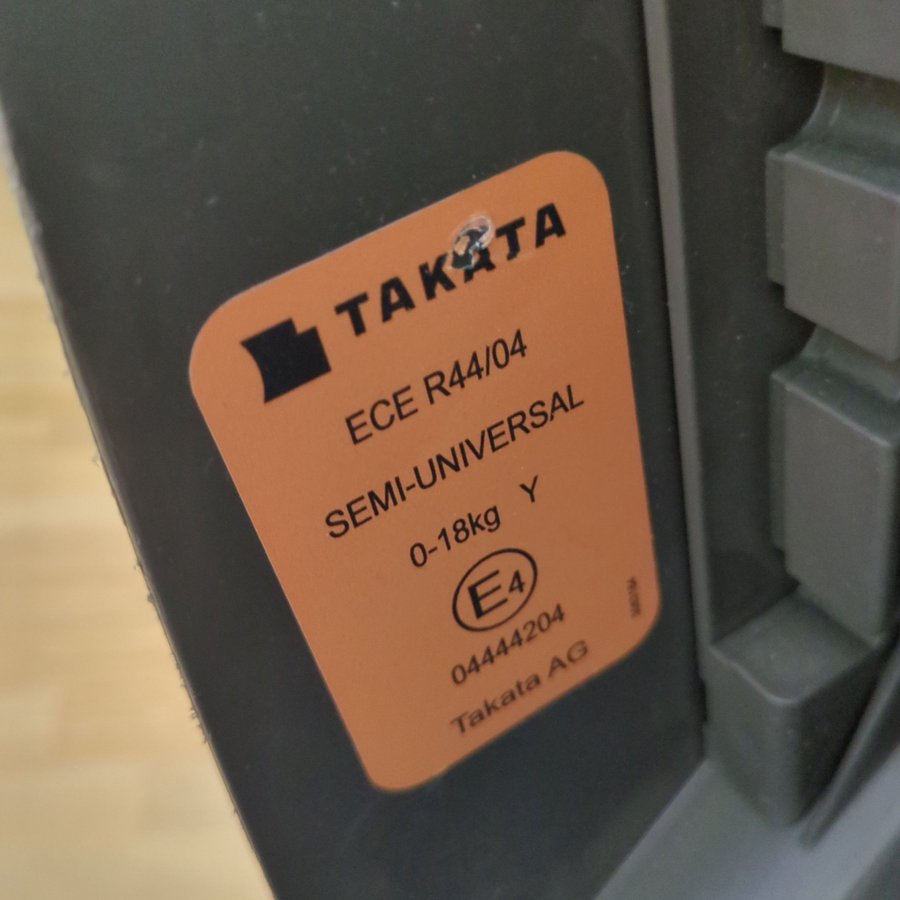 TAKATA
ECE R44/04
SEMI-UNIVERSAL
0-18kg Y
E4
04444204
Takata AG